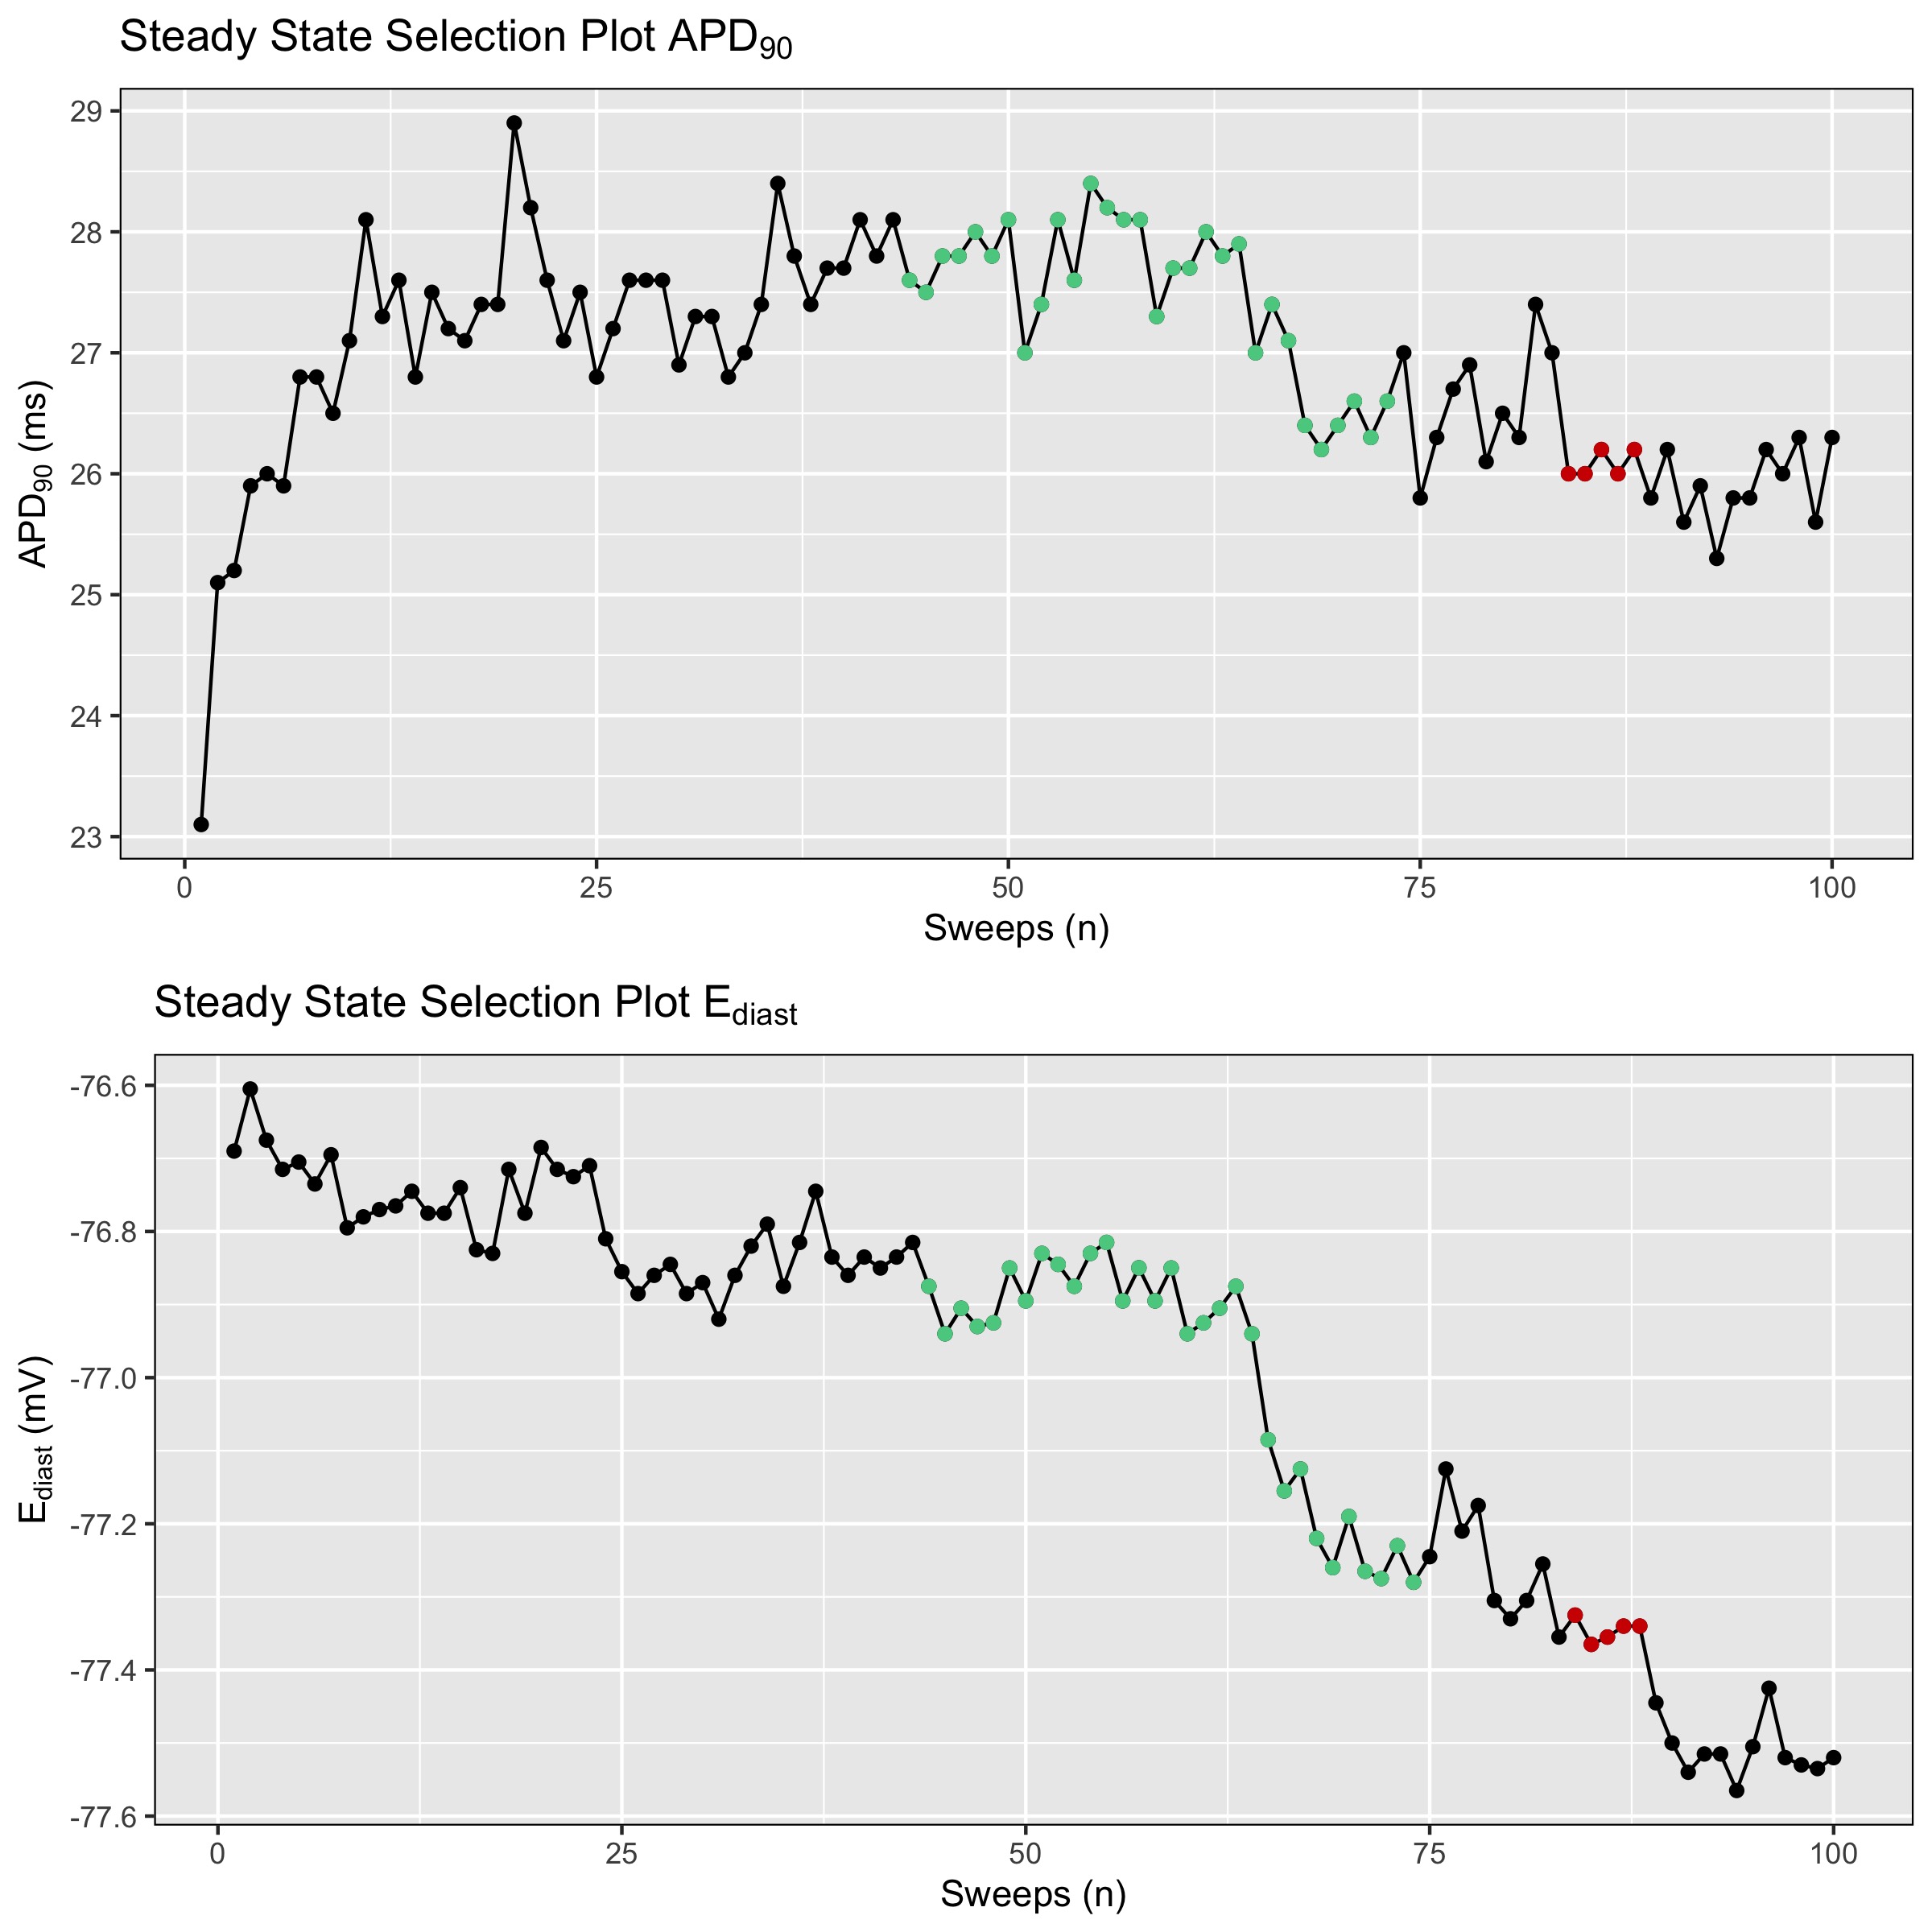 Steady State Selection Plot APD90
29
28
27
26
25
24
23
APD90 (ms)
0 25 50 75 100
Sweeps (n)
Steady State Selection Plot Ediast
-76.6
-76.8
-77.0
-77.2
-77.4
-77.6
Ediast (mV)
0 25 50 75 100
Sweeps (n)